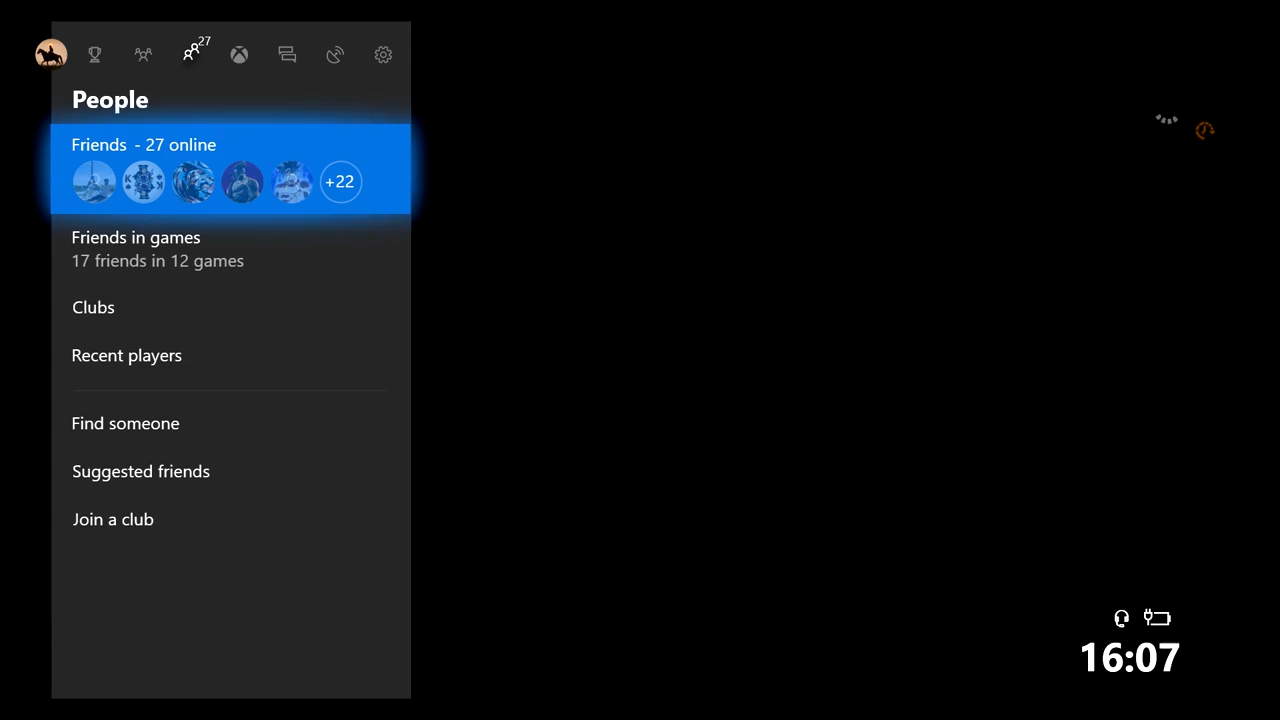 27
People
Friends - 27 online
+22
Friends in games
17 friends in 12 games
Clubs
Recent players
Find someone
Suggested friends
Join a club
16:07